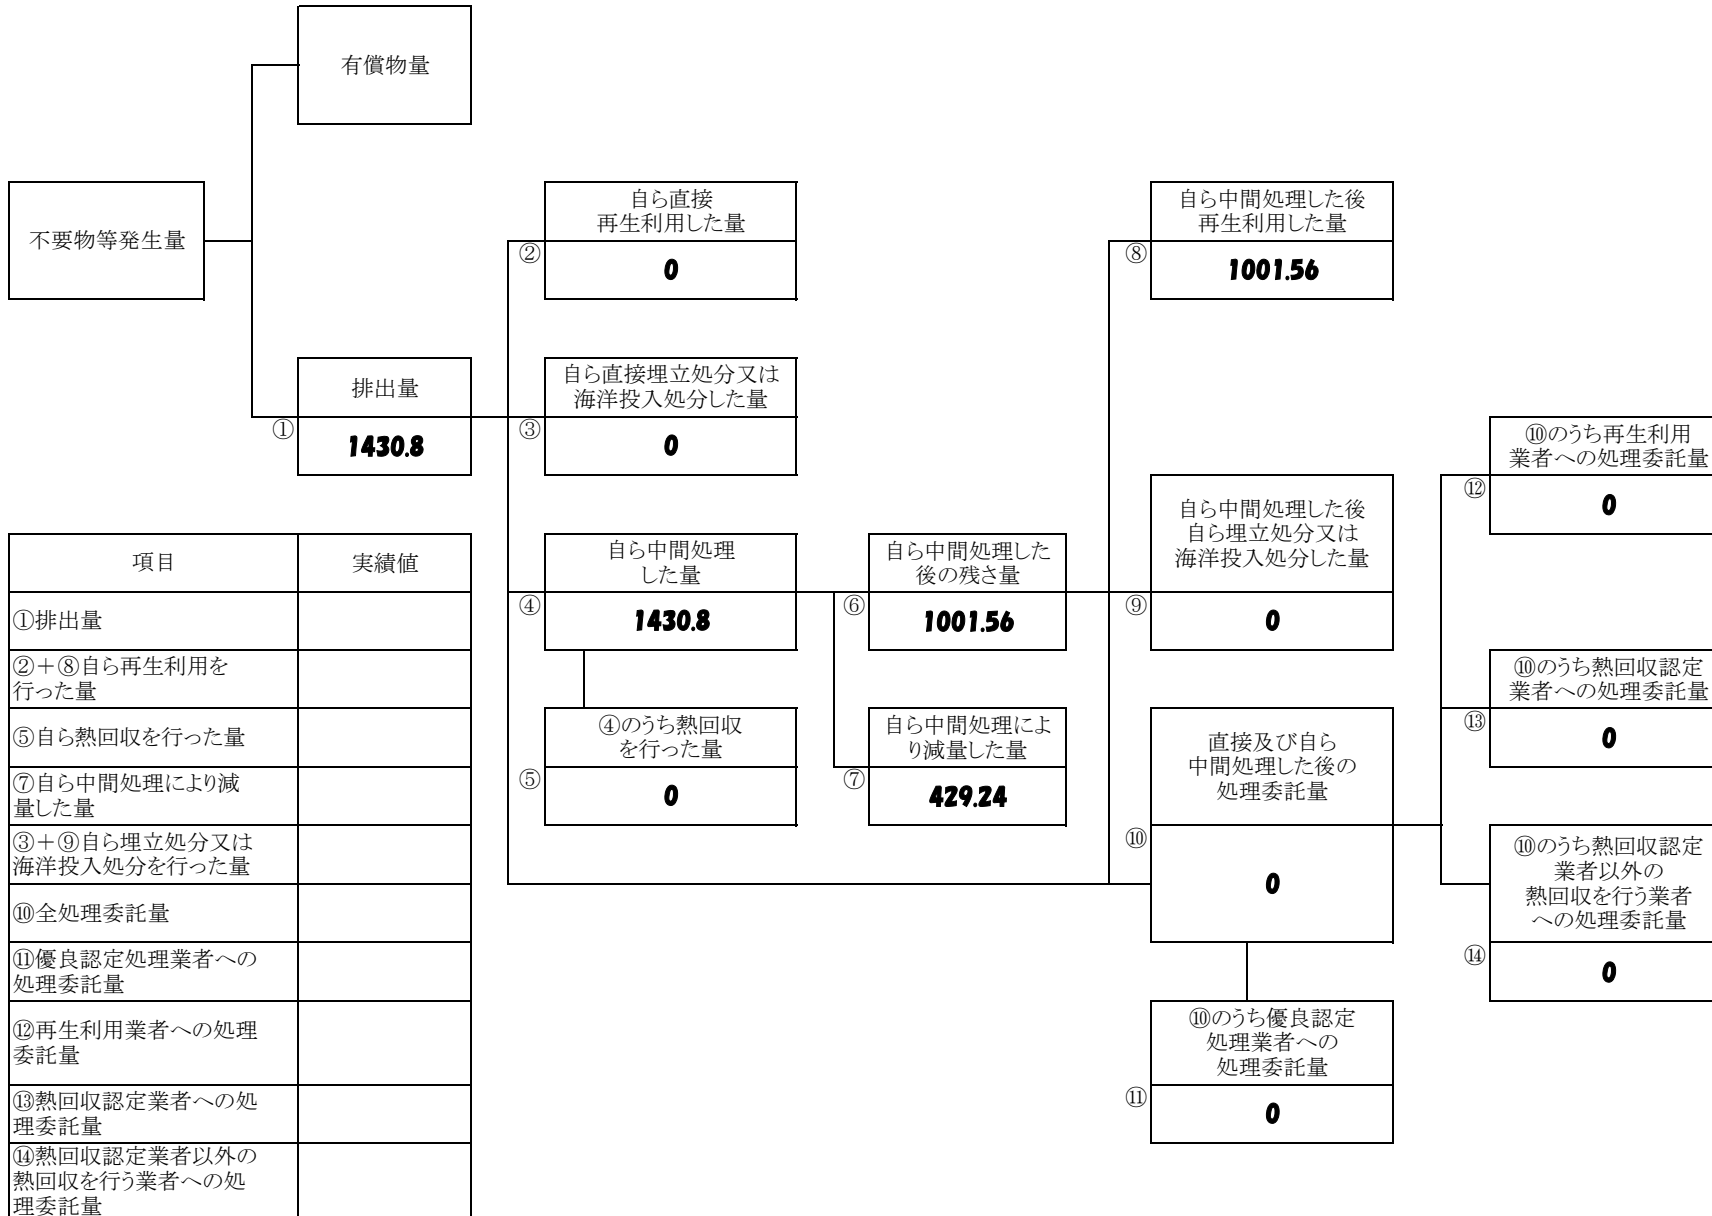 有償物量
不要物等発生量
自ら直接
再生利用した量
②
0
自ら中間処理した後
再生利用した量
⑧
1001.56
排出量
①
1430.8
自ら直接埋立処分又は
海洋投入処分した量
③
0
⑩のうち再生利用
業者への処理委託量
⑫
0
自ら中間処理
した量
④
1430.8
自ら中間処理した
後の残さ量
⑥
1001.56
自ら中間処理した後
自ら埋立処分又は
海洋投入処分した量
⑨
0
④のうち熱回収
を行った量
⑤
0
自ら中間処理によ
り減量した量
⑦
429.24
直接及び自ら
中間処理した後の
処理委託量
⑩
0
⑩のうち熱回収認定
業者への処理委託量
⑬
0
⑩のうち熱回収認定
業者以外の
熱回収を行う業者
への処理委託量
⑭
0
⑩のうち優良認定
処理業者への
処理委託量
⑪
0
項目 実績値
①排出量
②+⑧自ら再生利用を
行った量
⑤自ら熱回収を行った量
⑦自ら中間処理により減
量した量
③+⑨自ら埋立処分又は
海洋投入処分を行った量
⑩全処理委託量
⑪優良認定処理業者への
処理委託量
⑫再生利用業者への処理
委託量
⑬熱回収認定業者への処
理委託量
⑭熱回収認定業者以外の
熱回収を行う業者への処
理委託量